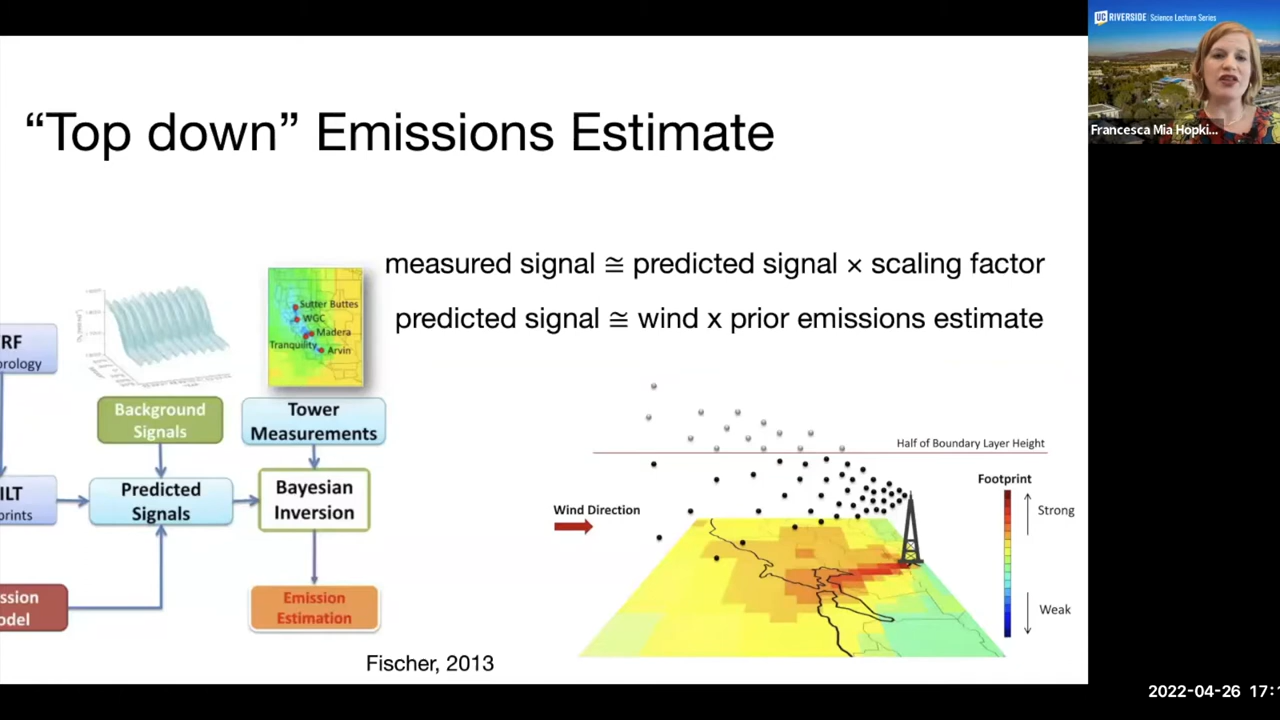 UC RIVERSIDE Science Lecture Series
Francesca Mia Hopki...
“Top down” Emissions Estimate
measured signal ≅ predicted signal × scaling factor
predicted signal ≅ wind x prior emissions estimate
Sutter Buttes
WGC
Madera
Tranquility
Arvin
RF
orology
Background
Signals
Tower
Measurements
ILT
prints
Predicted
Signals
Bayesian
Inversion
ssion
odel
Emission
Estimation
Half of Boundary Layer Height
Wind Direction
Footprint
Strong
Weak
Fischer, 2013
2022-04-26 17:1